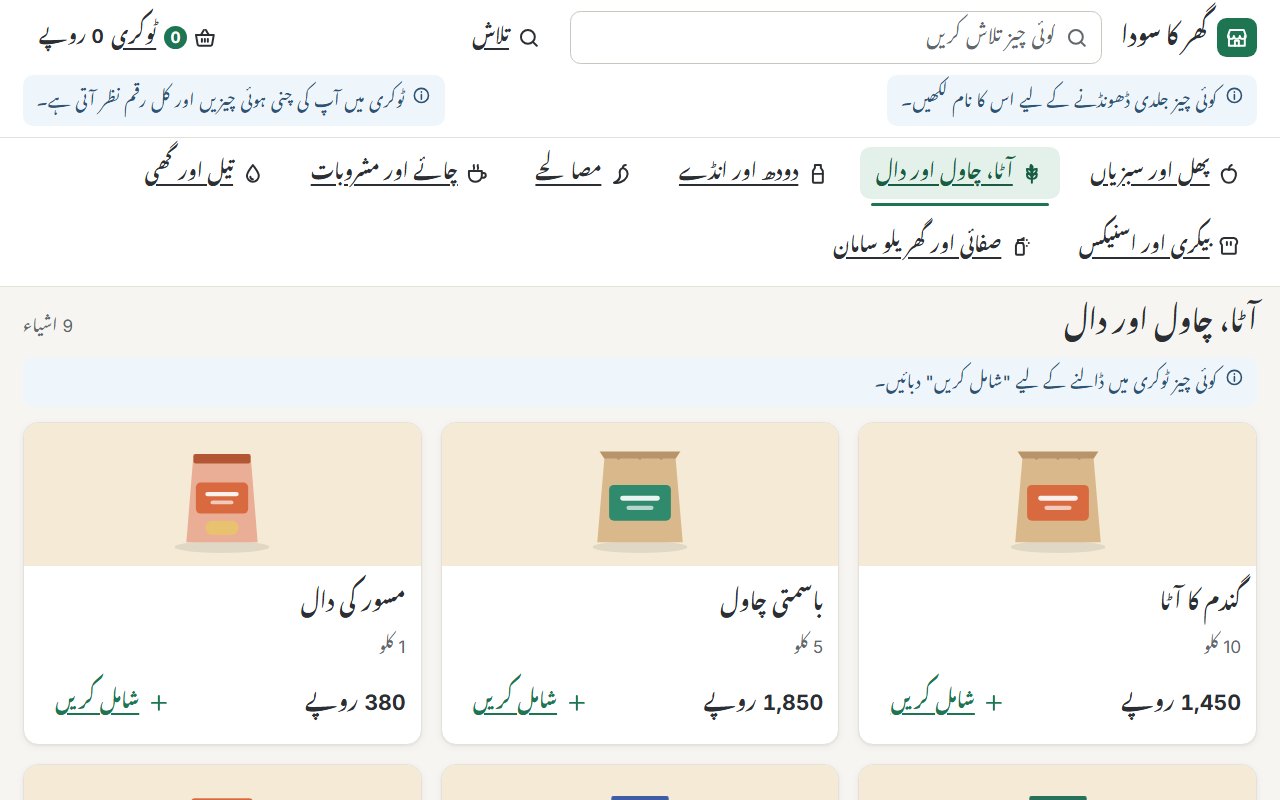 گھر کا سودا
کوئی چیز تلاش کریں
تلاش
0 ٹوکری 0 روپے
کوئی چیز جلدی ڈھونڈنے کے لیے اس کا نام لکھیں۔
ٹوکری میں آپ کی چنی ہوئی چیزیں اور کل رقم نظر آتی ہے۔
پھل اور سبزیاں
آٹا، چاول اور دال
دودھ اور انڈے
مصالحے
چائے اور مشروبات
تیل اور گھی
بیکری اور اسنیکس
صفائی اور گھریلو سامان
آٹا، چاول اور دال
9 اشیاء
کوئی چیز ٹوکری میں ڈالنے کے لیے "شامل کریں" دبائیں۔
گندم کا آٹا
10 کلو
1,450 روپے
شامل کریں
باسمتی چاول
5 کلو
1,850 روپے
شامل کریں
مسور کی دال
1 کلو
380 روپے
شامل کریں